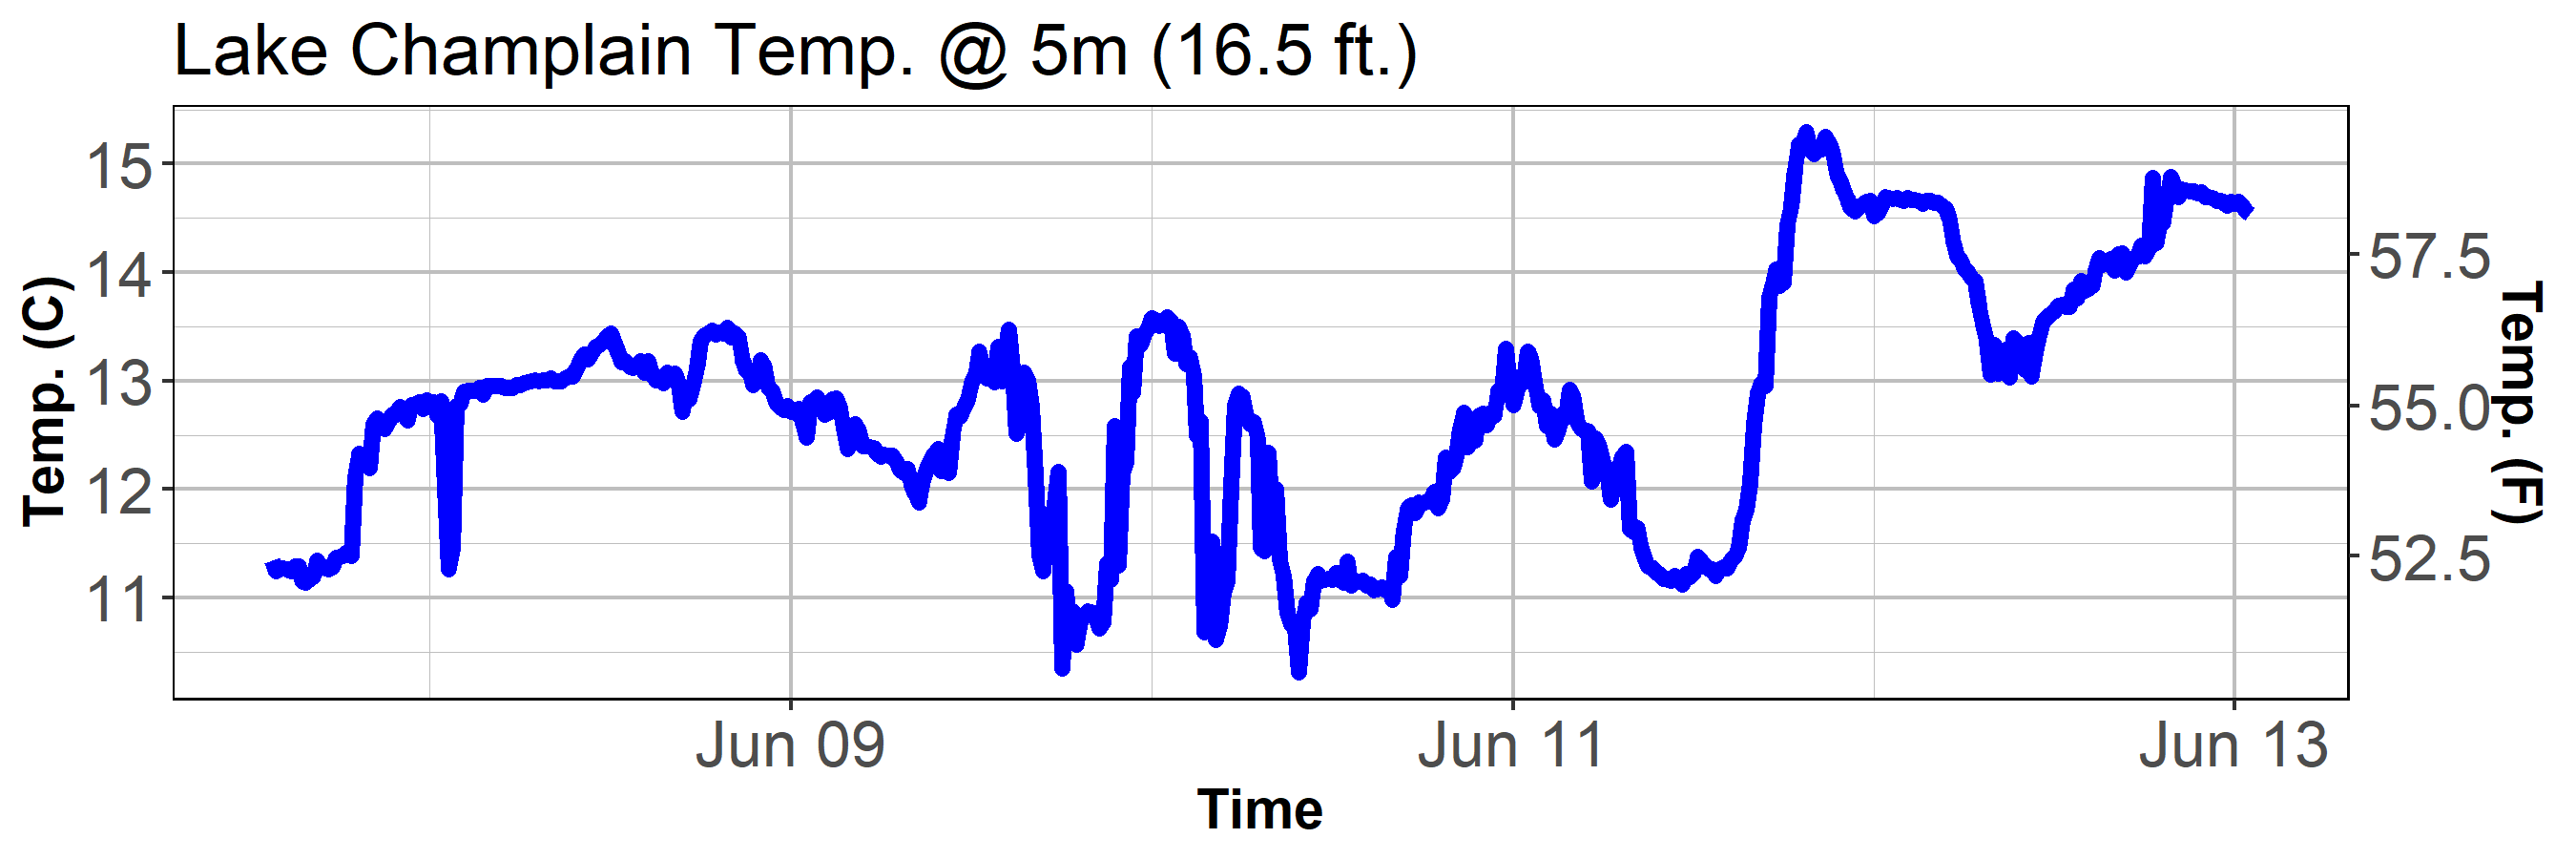 Lake Champlain Temp. @ 5m (16.5 ft.)
Temp. (C)
15
14
13
12
11
57.5
55.0
52.5
Temp. (F)
Jun 09
Jun 11
Jun 13
Time